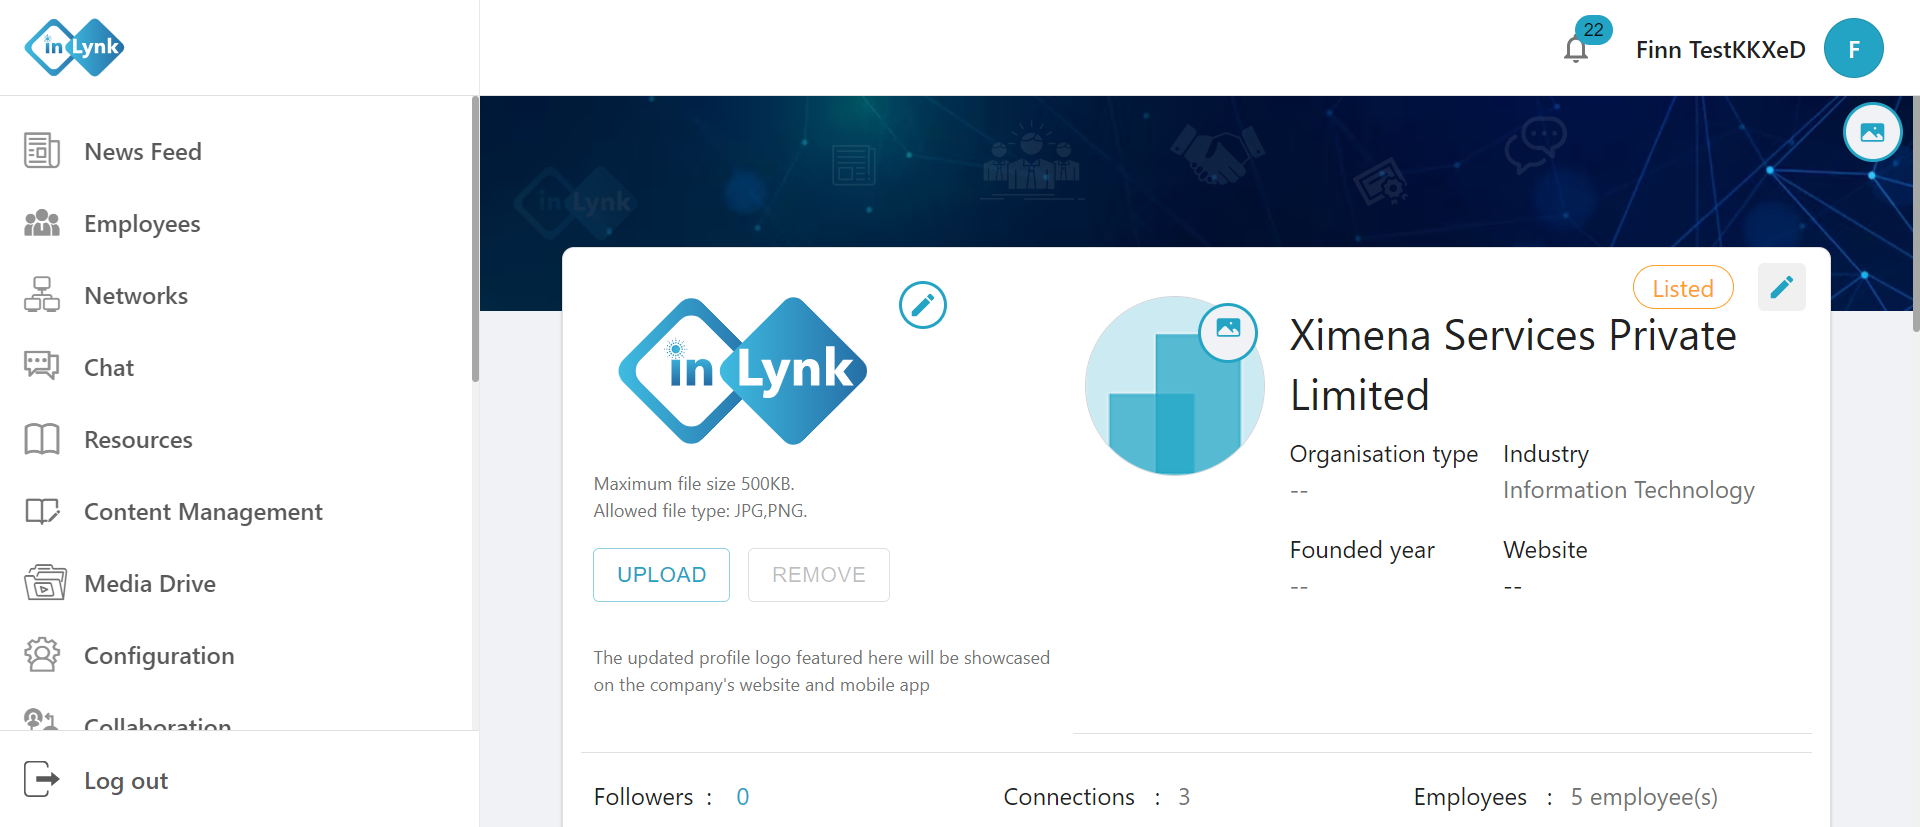 in Lynk
22
Finn TestKKXeD
F
News Feed
Employees
Networks
Chat
Resources
Content Management
Media Drive
Configuration
Collaboration
Log out
in Lynk
Listed
in Lynk
Ximena Services Private
Limited
Organisation type
--
Industry
Information Technology
Founded year
--
Website
--
Maximum file size 500KB.
Allowed file type: JPG,PNG.
UPLOAD
REMOVE
The updated profile logo featured here will be showcased
on the company's website and mobile app
Followers : 0
Connections : 3
Employees : 5 employee(s)